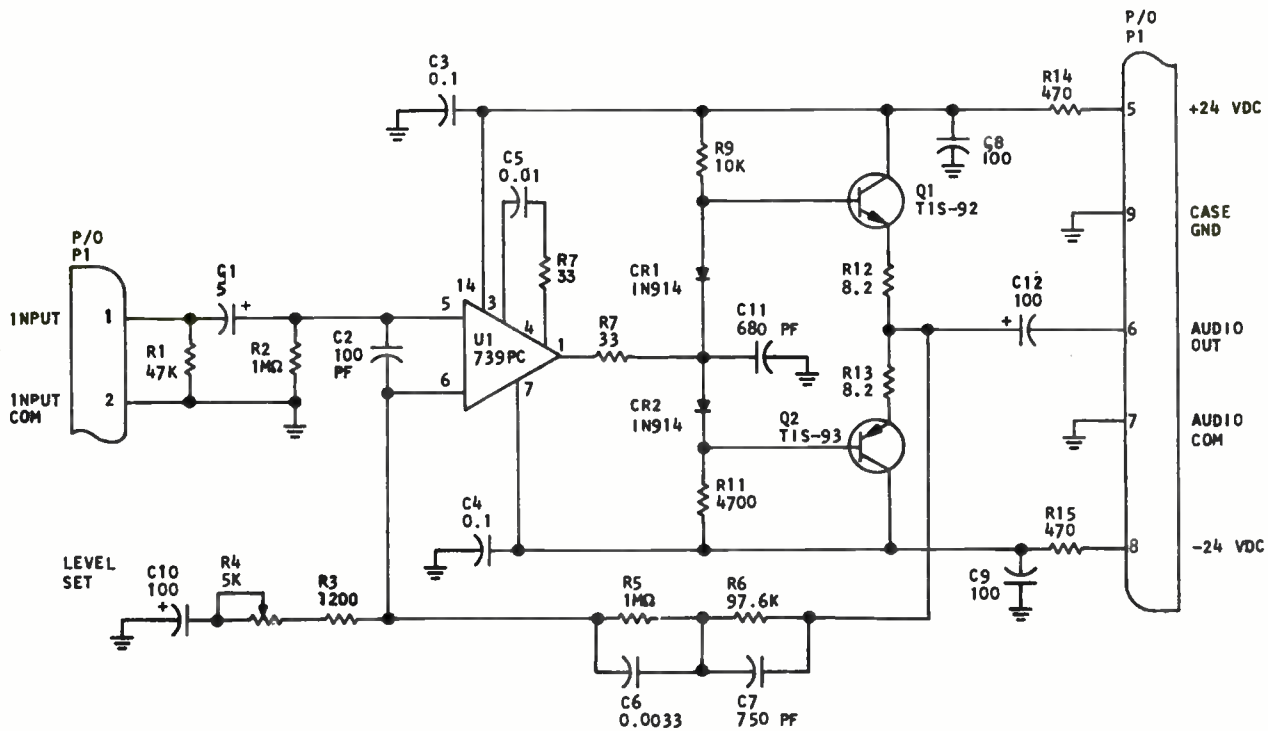 P/O
P1
C3
0.1
R14
470
5
+24 VDC
C8
100
R9
10K
C5
0.01
Q1
TIS-92
9
CASE
GND
P/O
P1
R7
33
CR1
1N914
R12
8.2
C12
100
+
C1
5
+
14
3
4
INPUT
1
5
U1
739PC
1
R7
33
C11
680 PF
6
AUDIO
OUT
R1
47K
R2
1MΩ
C2
100
PF
6
7
R13
8.2
CR2
1N914
Q2
TIS-93
INPUT
COM
2
7
AUDIO
COM
R11
4700
C4
0.1
R15
470
8
-24 VDC
LEVEL
SET
C10
100
+
R4
5K
R3
1200
R5
1MΩ
R6
97.6K
C9
100
C6
0.0033
C7
750 PF